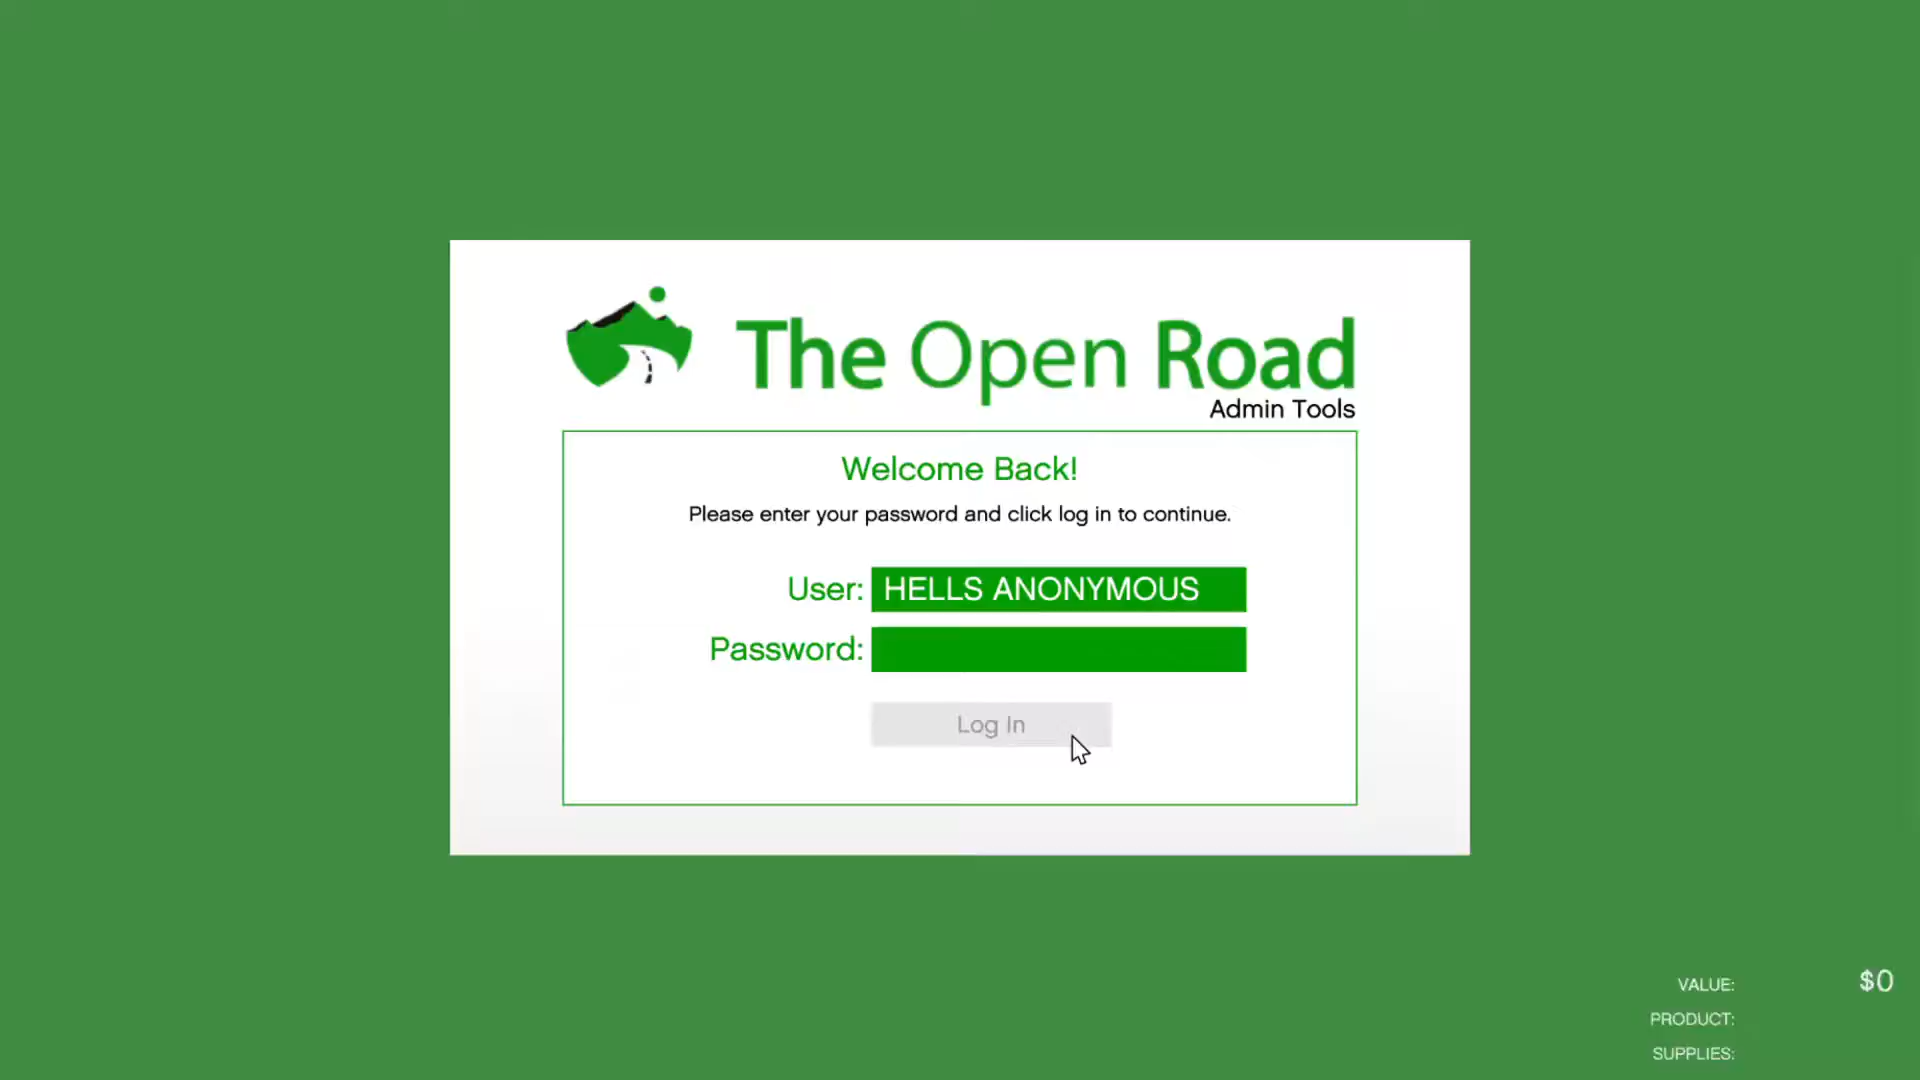 The Open Road
Admin Tools
Welcome Back!
Please enter your password and click log in to continue.
User: HELLS ANONYMOUS
Password:
Log In
VALUE: $0
PRODUCT:
SUPPLIES: